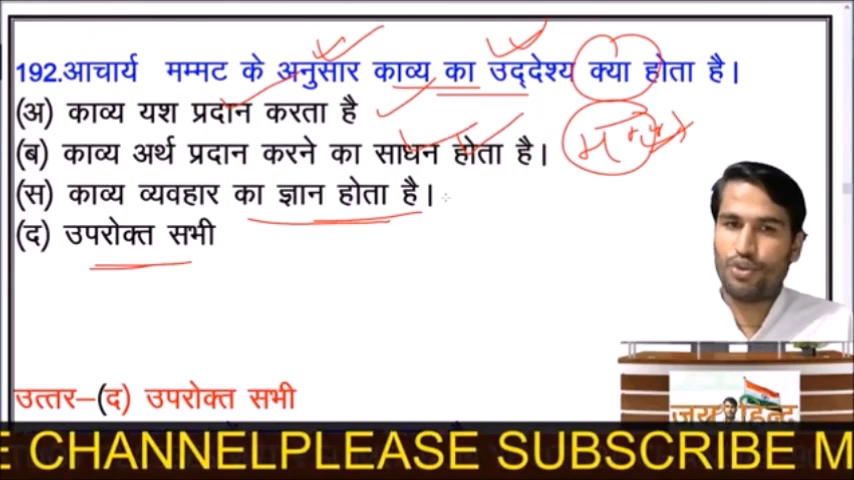 192.आचार्य मम्मट के अनुसार काव्य का उद्देश्य क्या होता है।
(अ) काव्य यश प्रदान करता है
(ब) काव्य अर्थ प्रदान करने का साधन होता है।
(स) काव्य व्यवहार का ज्ञान होता है।
(द) उपरोक्त सभी
उत्तर–(द) उपरोक्त सभी
जय हिन्द
E CHANNELPLEASE SUBSCRIBE M